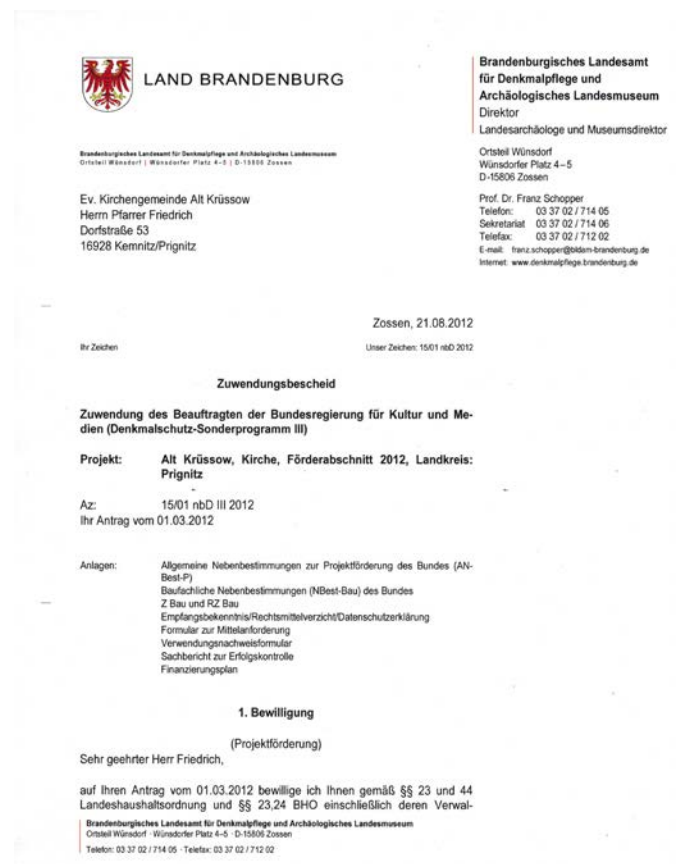 LAND BRANDENBURG
Brandenburgisches Landesamt
für Denkmalpflege und
Archäologisches Landesmuseum
Direktor
Landesarchäologe und Museumsdirektor
Ortsteil Wünsdorf
Wünsdorfer Platz 4–5
D-15806 Zossen
Prof. Dr. Franz Schopper
Telefon: 03 37 02 / 714 05
Sekretariat 03 37 02 / 714 06
Telefax: 03 37 02 / 712 02
E-mail: franz.schopper@bldam-brandenburg.de
Internet: www.denkmalpflege.brandenburg.de
Brandenburgisches Landesamt für Denkmalpflege und Archäologisches Landesmuseum
Ortsteil Wünsdorf | Wünsdorfer Platz 4–5 | D-15806 Zossen
Ev. Kirchengemeinde Alt Krüssow
Herrn Pfarrer Friedrich
Dorfstraße 53
16928 Kemnitz/Prignitz
Zossen, 21.08.2012
Ihr Zeichen Unser Zeichen: 15/01 nbD 2012
Zuwendungsbescheid
Zuwendung des Beauftragten der Bundesregierung für Kultur und Me-
dien (Denkmalschutz-Sonderprogramm III)
Projekt: Alt Krüssow, Kirche, Förderabschnitt 2012, Landkreis:
Prignitz
Az: 15/01 nbD III 2012
Ihr Antrag vom 01.03.2012
Anlagen: Allgemeine Nebenbestimmungen zur Projektförderung des Bundes (AN-
Best-P)
Baufachliche Nebenbestimmungen (NBest-Bau) des Bundes
Z Bau und RZ Bau
Empfangsbekenntnis/Rechtsmittelverzicht/Datenschutzerklärung
Formular zur Mittelanforderung
Verwendungsnachweisformular
Sachbericht zur Erfolgskontrolle
Finanzierungsplan
1. Bewilligung
(Projektförderung)
Sehr geehrter Herr Friedrich,
auf Ihren Antrag vom 01.03.2012 bewillige ich Ihnen gemäß §§ 23 und 44
Landeshaushaltsordnung und §§ 23,24 BHO einschließlich deren Verwal-
Brandenburgisches Landesamt für Denkmalpflege und Archäologisches Landesmuseum
Ortsteil Wünsdorf · Wünsdorfer Platz 4–5 · D-15806 Zossen
Telefon: 03 37 02 / 714 05 · Telefax: 03 37 02 / 712 02